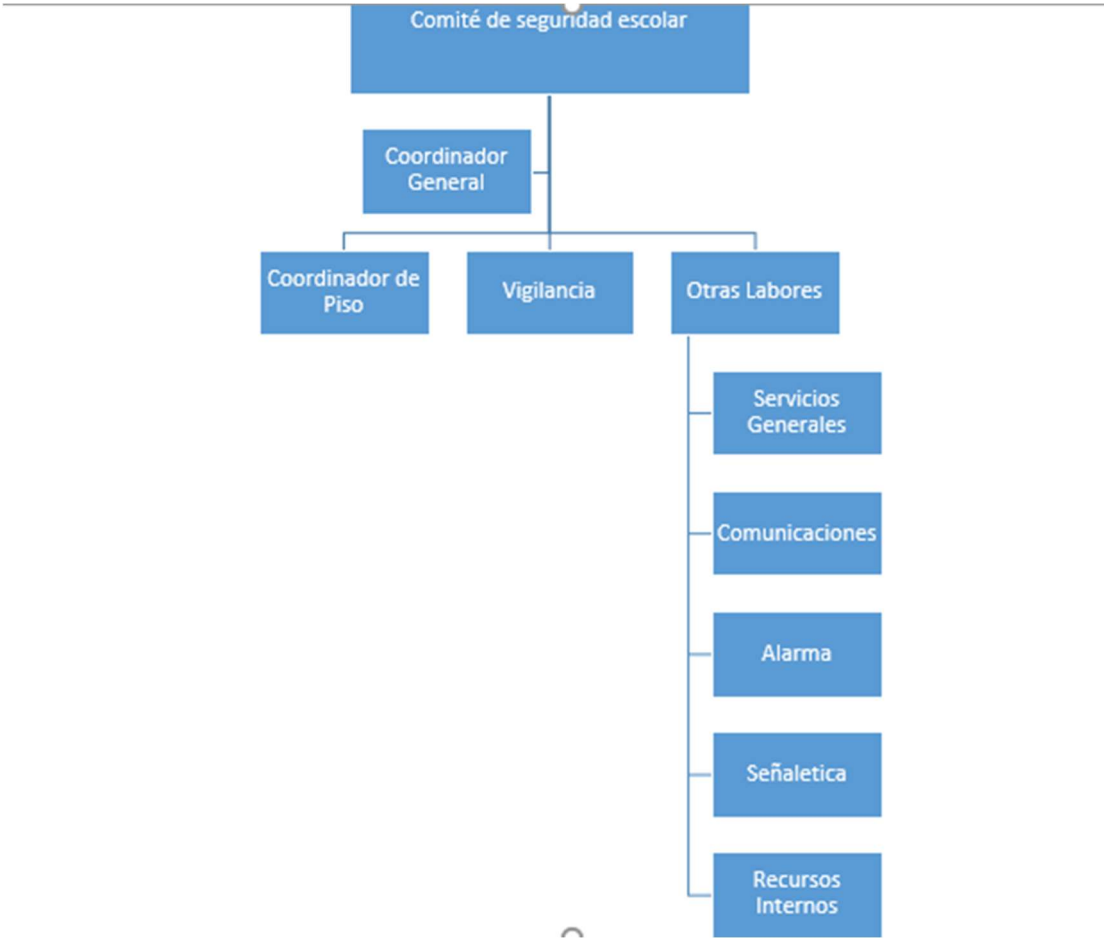 Comité de seguridad escolar
Coordinador
General
Coordinador de
Piso
Vigilancia
Otras Labores
Servicios
Generales
Comunicaciones
Alarma
Señaletica
Recursos
Internos